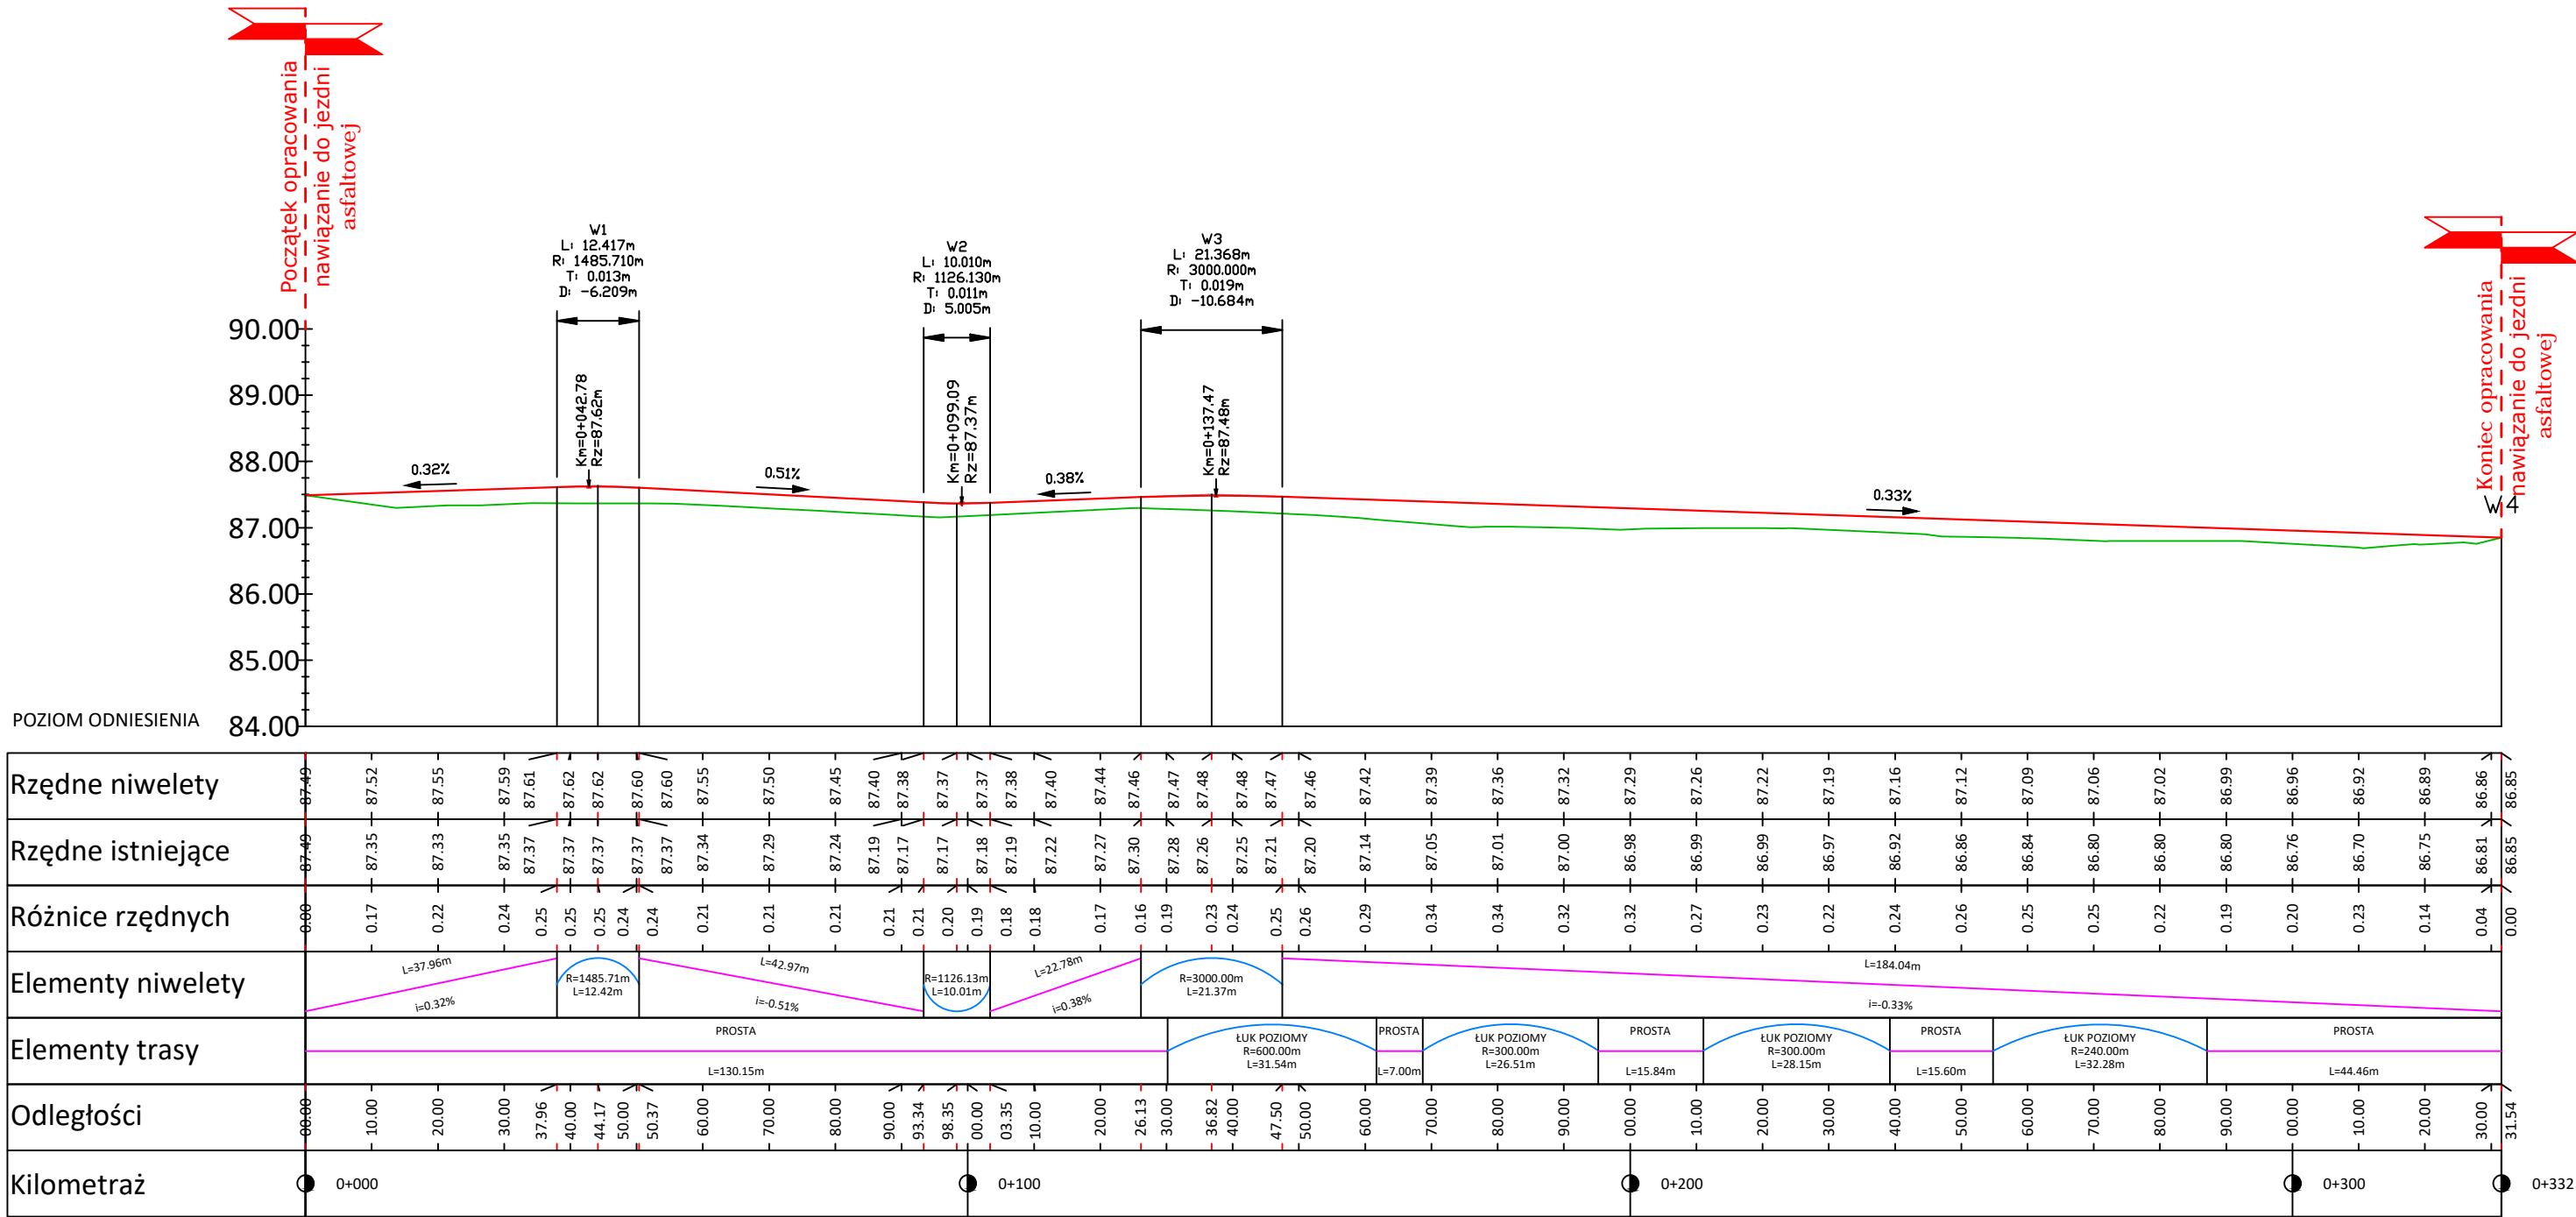 Początek opracowania
nawiązanie do jezdni
asfaltowej
W1
L: 12.417m
R: 1485.710m
T: 0.013m
D: -6.209m
W2
L: 10.010m
R: 1126.130m
T: 0.011m
D: 5.005m
W3
L: 21.368m
R: 3000.000m
T: 0.019m
D: -10.684m
Koniec opracowania
nawiązanie do jezdni
asfaltowej
W4
90.00
89.00
88.00
87.00
86.00
85.00
84.00
POZIOM ODNIESIENIA
Km=0+042.78
Rz=87.62m
Km=0+099.09
Rz=87.37m
Km=0+137.47
Rz=87.48m
0.32%
0.51%
0.38%
0.33%
Rzędne niwelety
87.49 87.52 87.55 87.59 87.61 87.62 87.62 87.60 87.60 87.55 87.50 87.45 87.40 87.38 87.37 87.37 87.38 87.40 87.44 87.46 87.47 87.48 87.48 87.47 87.46 87.42 87.39 87.36 87.32 87.29 87.26 87.22 87.19 87.16 87.12 87.09 87.06 87.02 86.99 86.96 86.92 86.89 86.86 86.85
Rzędne istniejące
87.49 87.35 87.33 87.35 87.37 87.37 87.37 87.37 87.37 87.34 87.29 87.24 87.19 87.17 87.17 87.18 87.19 87.22 87.27 87.30 87.28 87.26 87.25 87.21 87.20 87.14 87.05 87.01 87.00 86.98 86.99 86.99 86.97 86.92 86.86 86.84 86.80 86.80 86.80 86.76 86.70 86.75 86.81 86.85
Różnice rzędnych
0.00 0.17 0.22 0.24 0.25 0.25 0.25 0.24 0.24 0.21 0.21 0.21 0.21 0.21 0.20 0.19 0.18 0.18 0.17 0.16 0.19 0.23 0.24 0.25 0.26 0.29 0.34 0.34 0.32 0.32 0.27 0.23 0.22 0.24 0.26 0.25 0.25 0.22 0.19 0.20 0.23 0.14 0.04 0.00
Elementy niwelety
L=37.96m
i=0.32%
R=1485.71m
L=12.42m
L=42.97m
i=-0.51%
R=1126.13m
L=10.01m
L=22.78m
i=0.38%
R=3000.00m
L=21.37m
L=184.04m
i=-0.33%
Elementy trasy
PROSTA
L=130.15m
ŁUK POZIOMY
R=600.00m
L=31.54m
PROSTA
L=7.00m
ŁUK POZIOMY
R=300.00m
L=26.51m
PROSTA
L=15.84m
ŁUK POZIOMY
R=300.00m
L=28.15m
PROSTA
L=15.60m
ŁUK POZIOMY
R=240.00m
L=32.28m
PROSTA
L=44.46m
Odległości
00.00 10.00 20.00 30.00 37.96 40.00 44.17 50.00 50.37 60.00 70.00 80.00 90.00 93.34 98.35 00.00 03.35 10.00 20.00 26.13 30.00 36.82 40.00 47.50 50.00 60.00 70.00 80.00 90.00 00.00 10.00 20.00 30.00 40.00 50.00 60.00 70.00 80.00 90.00 00.00 10.00 20.00 30.00 31.54
Kilometraż
0+000 0+100 0+200 0+300 0+332